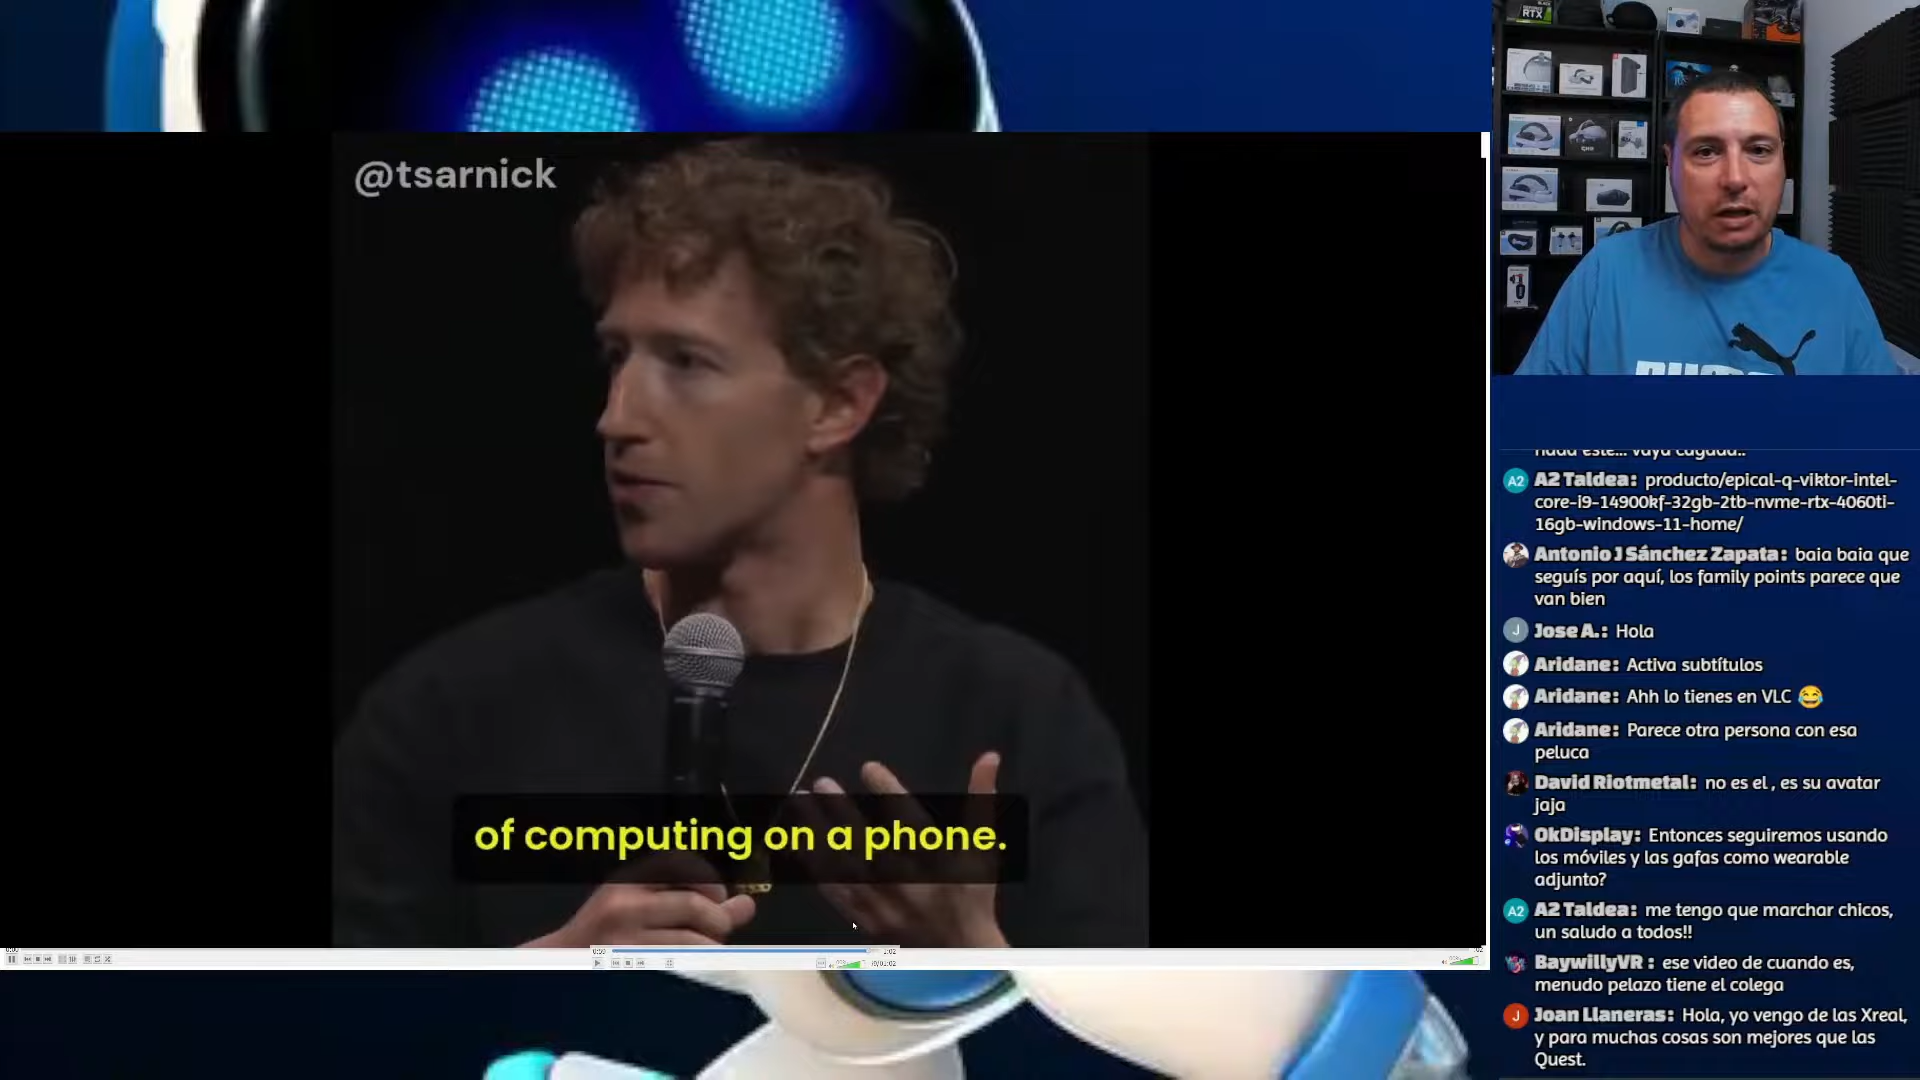 @tsarnick
of computing on a phone.
RTX
A2 Taldea: producto/epical-q-viktor-intel-
core-i9-14900kf-32gb-2tb-nvme-rtx-4060ti-
16gb-windows-11-home/
Antonio J Sánchez Zapata: baia baia que
seguís por aquí, los family points parece que
van bien
J Jose A.: Hola
Aridane: Activa subtítulos
Aridane: Ahh lo tienes en VLC 😂
Aridane: Parece otra persona con esa
peluca
David Riotmetal: no es el , es su avatar
jaja
OkDisplay: Entonces seguiremos usando
los móviles y las gafas como wearable
adjunto?
A2 A2 Taldea: me tengo que marchar chicos,
un saludo a todos!!
BaywillyVR : ese video de cuando es,
menudo pelazo tiene el colega
J Joan Llaneras: Hola, yo vengo de las Xreal,
y para muchas cosas son mejores que las
Quest.